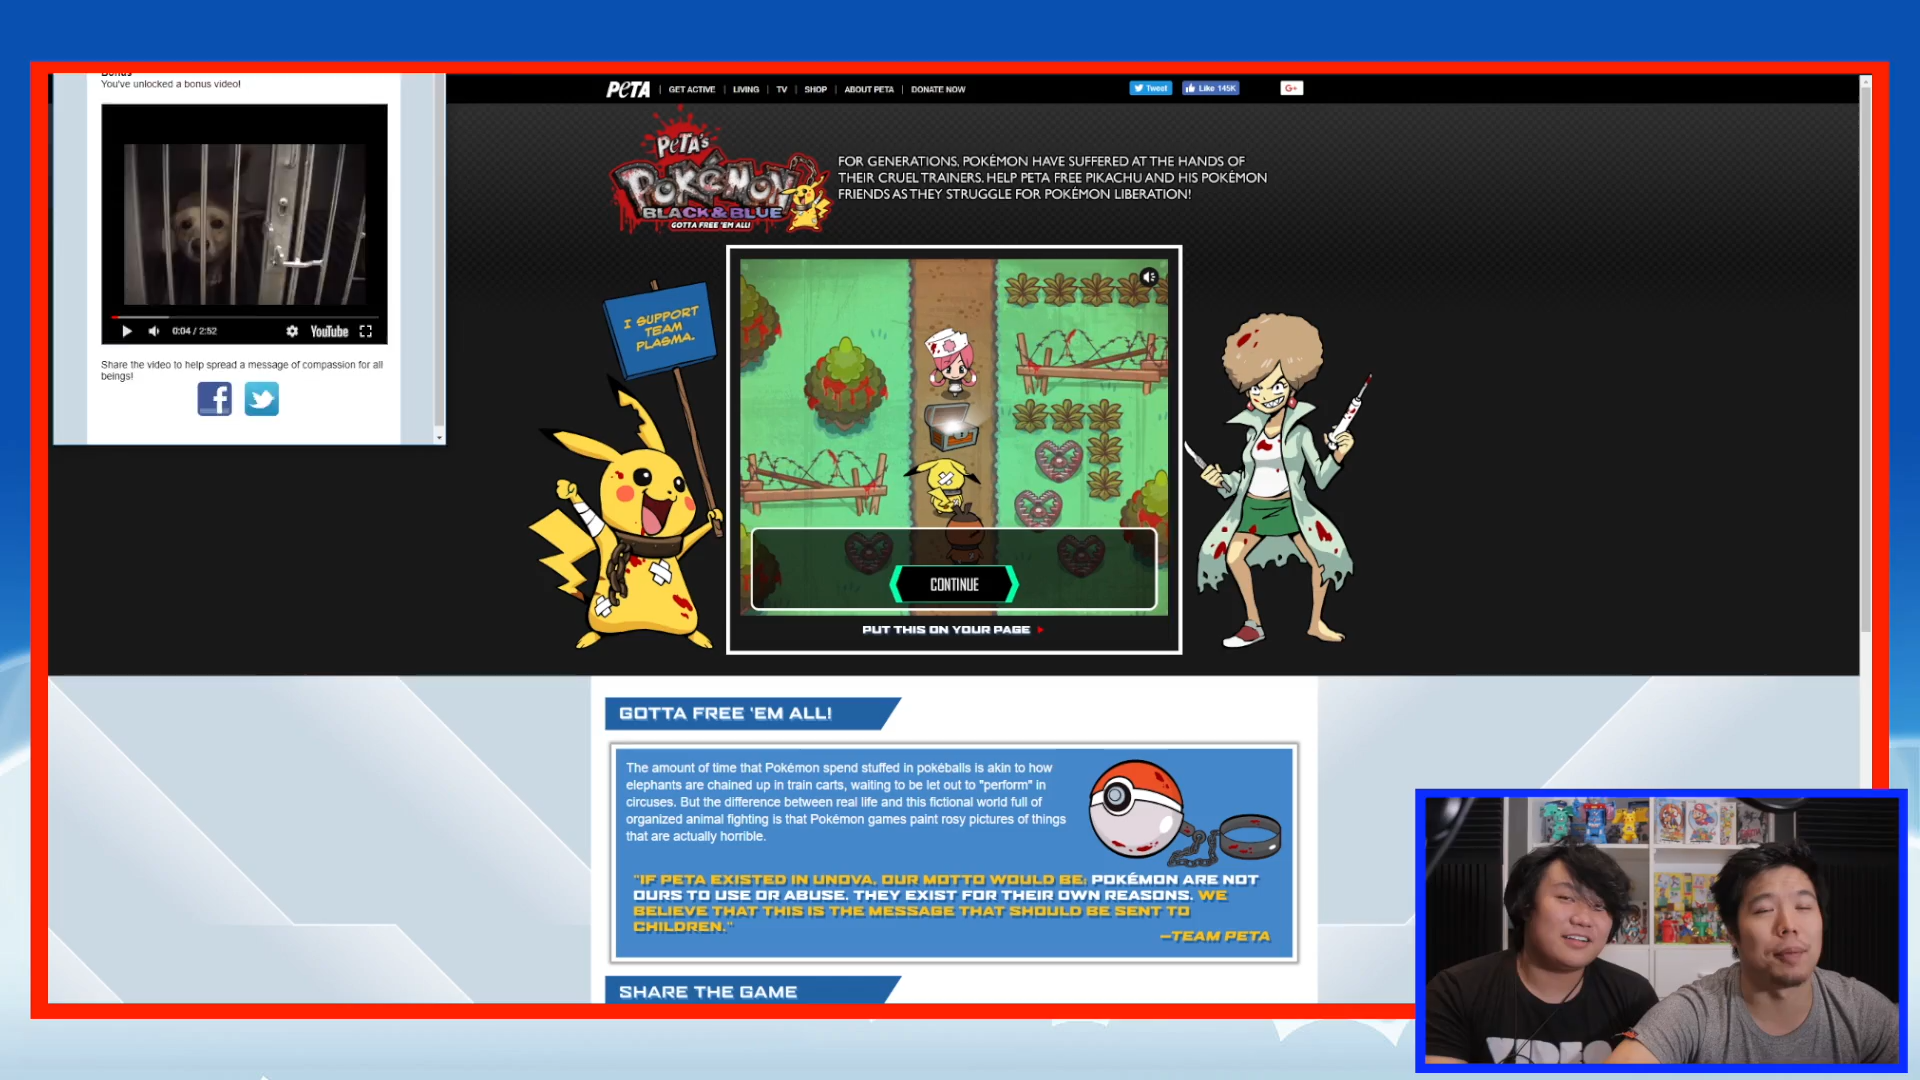 Bonus
You've unlocked a bonus video!
0:04 / 2:52
YouTube
Share the video to help spread a message of compassion for all
beings!
PeTA
GET ACTIVE
LIVING
TV
SHOP
ABOUT PETA
DONATE NOW
Tweet
Like 145K
G+
PeTA's
POKéMON
BLACK & BLUE
GOTTA FREE 'EM ALL!
FOR GENERATIONS, POKÉMON HAVE SUFFERED AT THE HANDS OF
THEIR CRUEL TRAINERS. HELP PETA FREE PIKACHU AND HIS POKÉMON
FRIENDS AS THEY STRUGGLE FOR POKÉMON LIBERATION!
I SUPPORT
TEAM
PLASMA.
CONTINUE
PUT THIS ON YOUR PAGE
GOTTA FREE 'EM ALL!
The amount of time that Pokémon spend stuffed in pokéballs is akin to how
elephants are chained up in train carts, waiting to be let out to "perform" in
circuses. But the difference between real life and this fictional world full of
organized animal fighting is that Pokémon games paint rosy pictures of things
that are actually horrible.
"IF PETA EXISTED IN UNOVA, OUR MOTTO WOULD BE: POKÉMON ARE NOT
OURS TO USE OR ABUSE. THEY EXIST FOR THEIR OWN REASONS. WE
BELIEVE THAT THIS IS THE MESSAGE THAT SHOULD BE SENT TO
CHILDREN."
—TEAM PETA
SHARE THE GAME